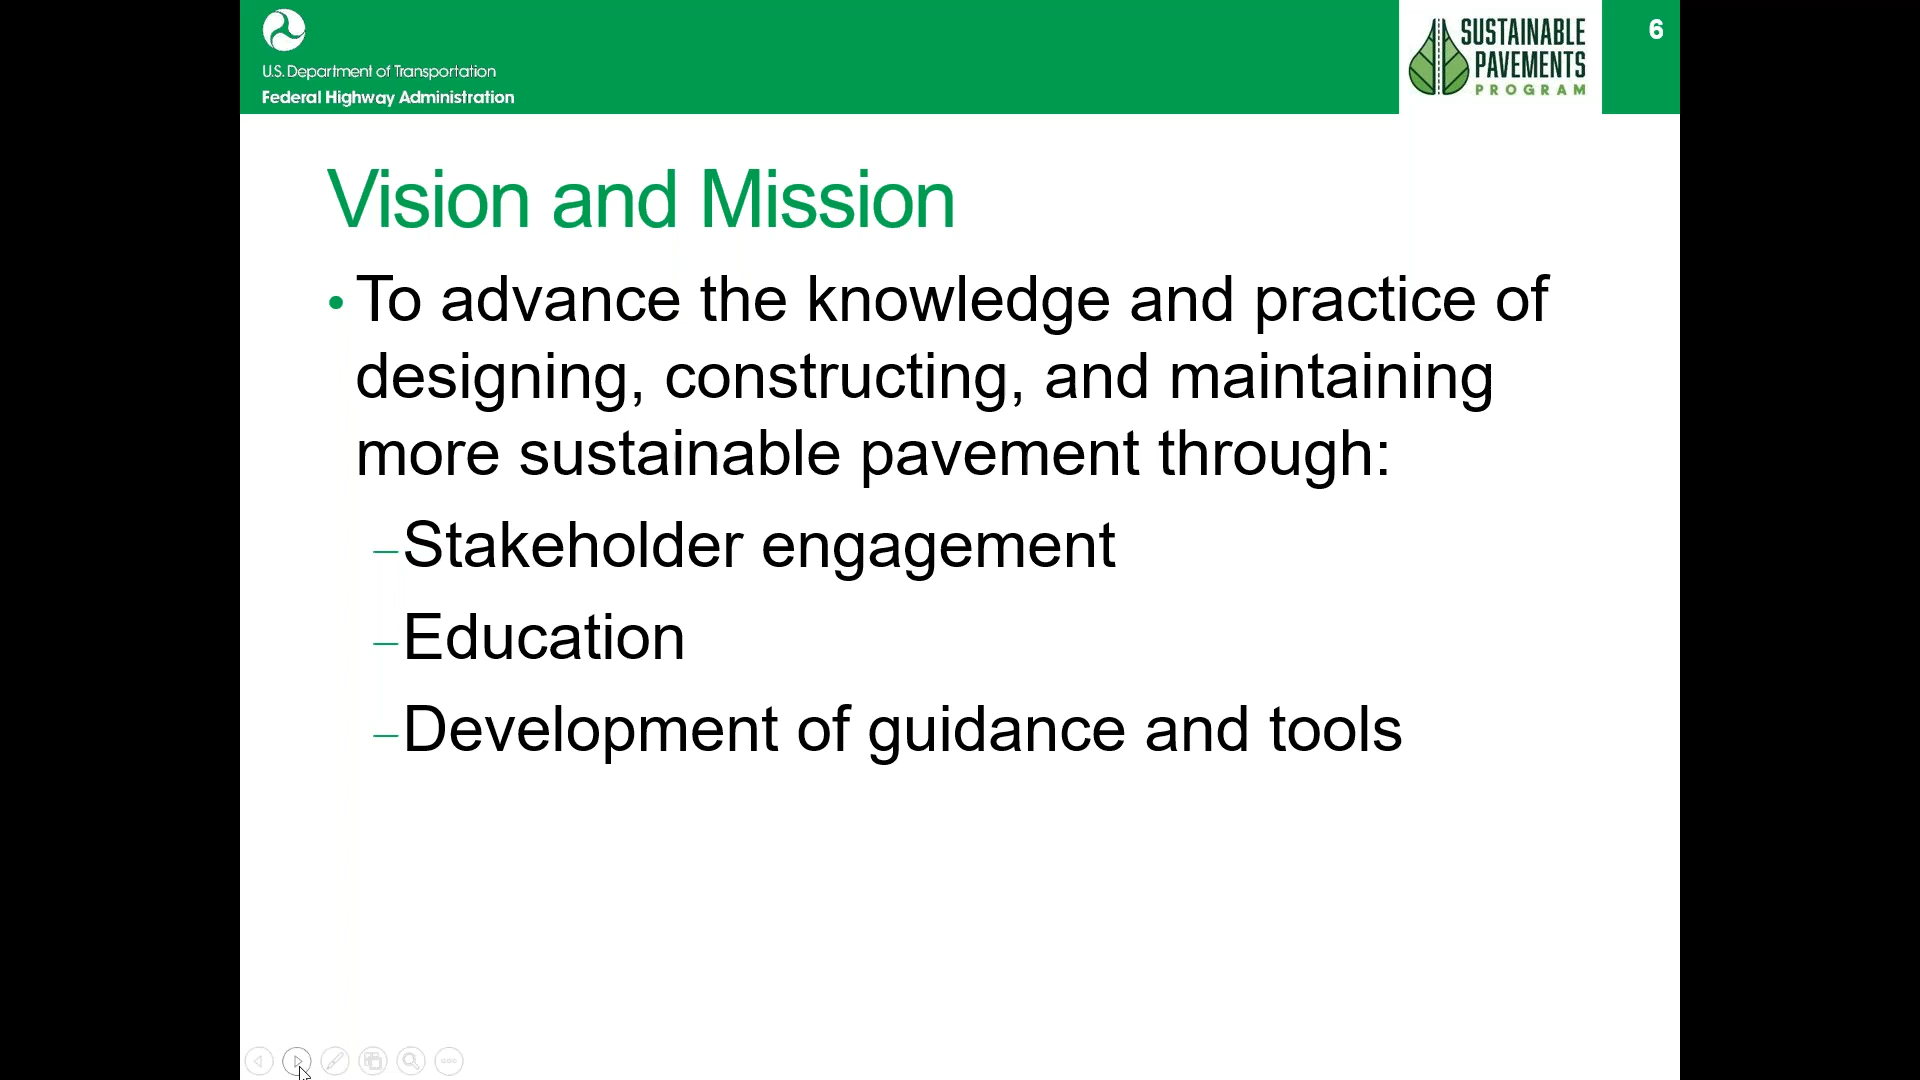 U.S. Department of Transportation
Federal Highway Administration
SUSTAINABLE
PAVEMENTS
PROGRAM
6
Vision and Mission
• To advance the knowledge and practice of
designing, constructing, and maintaining
more sustainable pavement through:
–Stakeholder engagement
–Education
–Development of guidance and tools